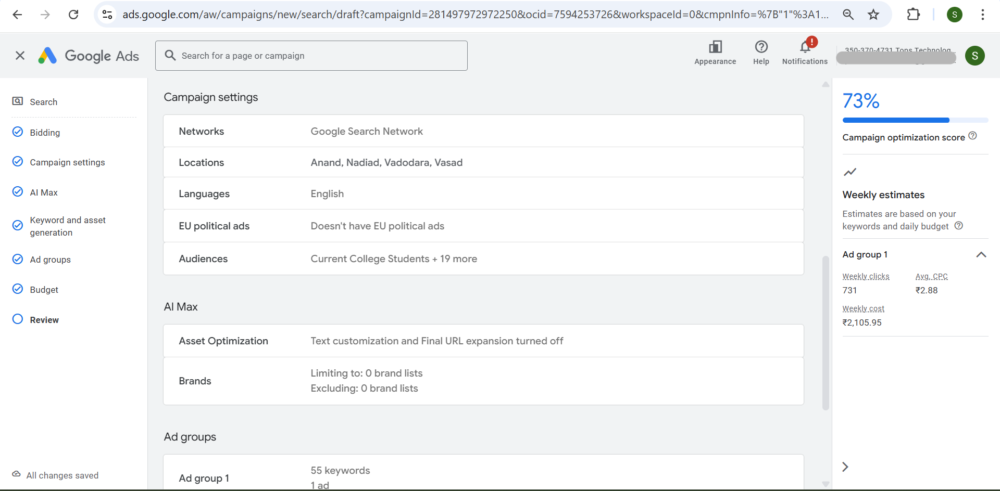 ads.google.com/aw/campaigns/new/search/draft?campaignId=281497972972250&ocid=7594253726&workspaceId=0&cmpnInfo=%7B"1"%3A1...
S
Google Ads
Search for a page or campaign
Appearance
Help
Notifications
350-370-4731 Tops Technolog...
S
Search
Bidding
Campaign settings
AI Max
Keyword and asset
generation
Ad groups
Budget
Review
All changes saved
Campaign settings
Networks Google Search Network
Locations Anand, Nadiad, Vadodara, Vasad
Languages English
EU political ads Doesn't have EU political ads
Audiences Current College Students + 19 more
AI Max
Asset Optimization Text customization and Final URL expansion turned off
Brands
Limiting to: 0 brand lists
Excluding: 0 brand lists
Ad groups
Ad group 1
55 keywords
1 ad
73%
Campaign optimization score
Weekly estimates
Estimates are based on your
keywords and daily budget
Ad group 1
Weekly clicks Avg. CPC
731 ₹2.88
Weekly cost
₹2,105.95